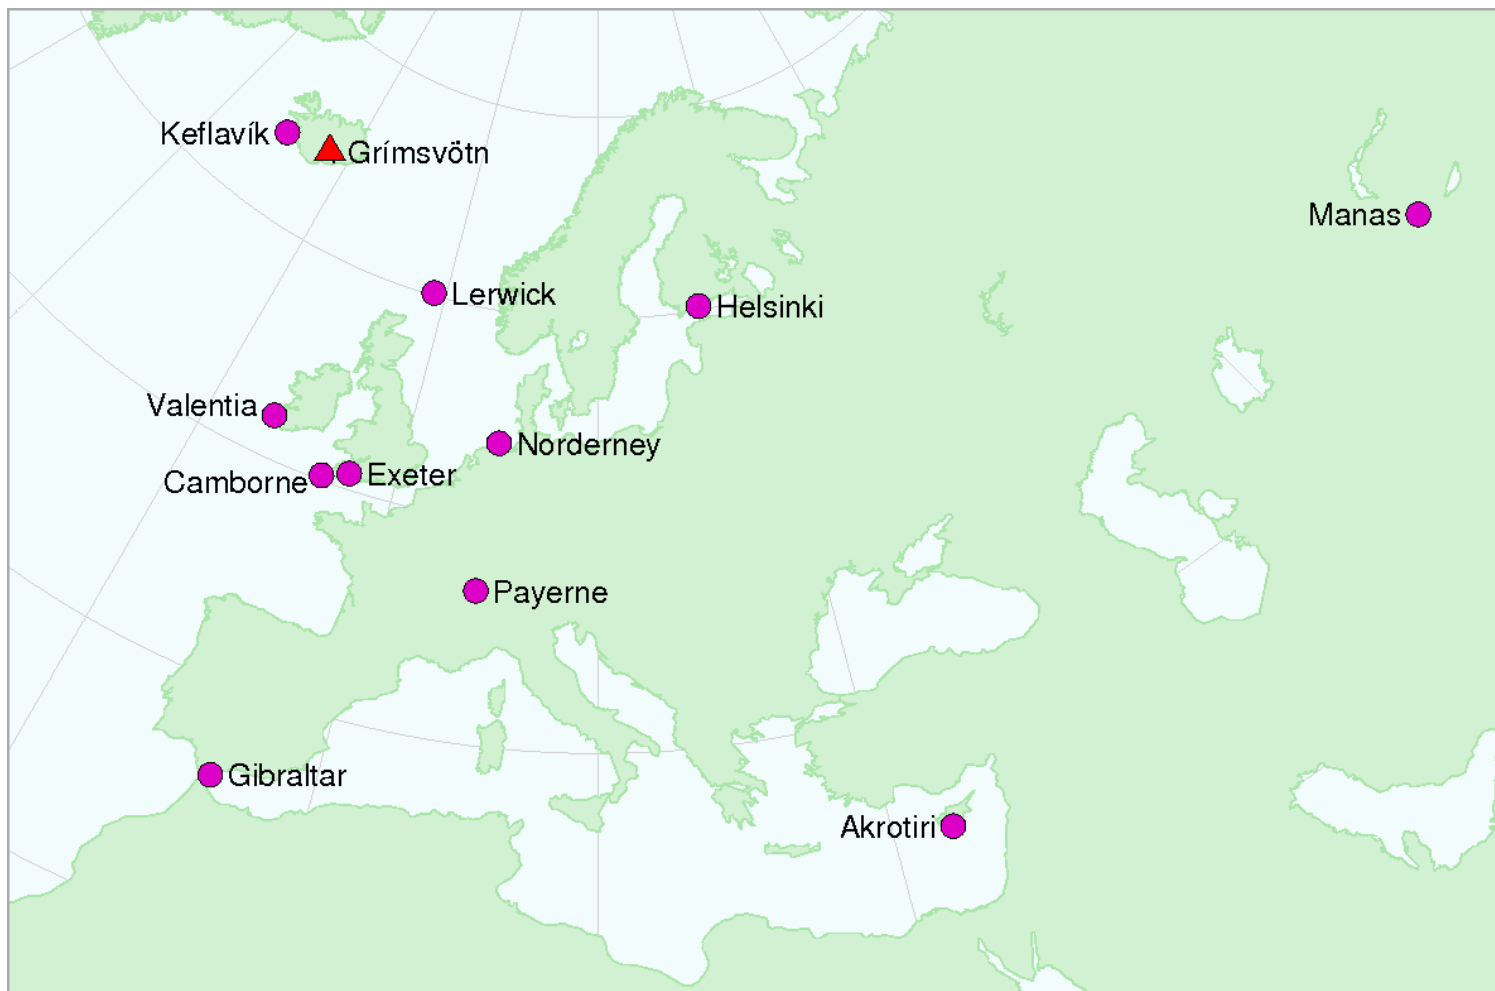 Keflavík
Grímsvötn
Manas
Lerwick
Helsinki
Valentia
Norderney
Camborne
Exeter
Payerne
Gibraltar
Akrotiri